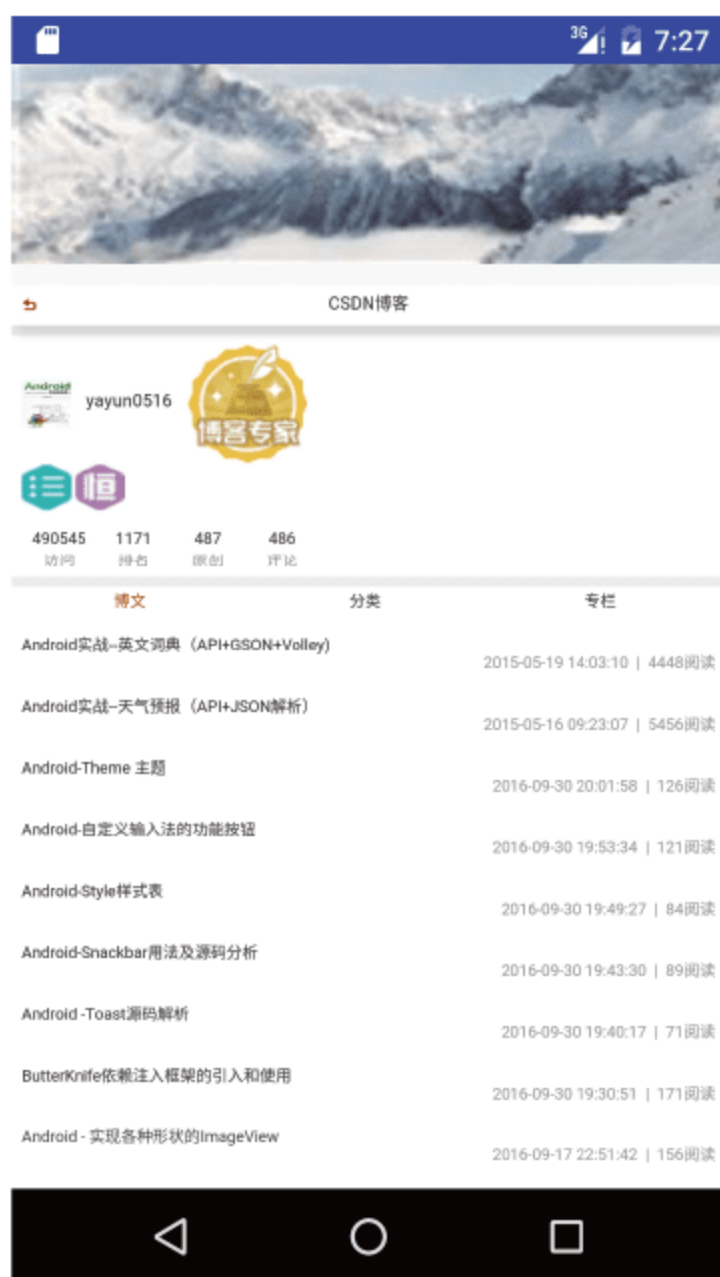 3G
7:27
CSDN博客
Android
yayun0516
博客专家
恒
490545 1171 487 486
访问 排名 原创 评论
博文 分类 专栏
Android实战--英文词典（API+GSON+Volley)
2015-05-19 14:03:10 | 4448阅读
Android实战--天气预报（API+JSON解析）
2015-05-16 09:23:07 | 5456阅读
Android-Theme 主题
2016-09-30 20:01:58 | 126阅读
Android-自定义输入法的功能按钮
2016-09-30 19:53:34 | 121阅读
Android-Style样式表
2016-09-30 19:49:27 | 84阅读
Android-Snackbar用法及源码分析
2016-09-30 19:43:30 | 89阅读
Android -Toast源码解析
2016-09-30 19:40:17 | 71阅读
ButterKnife依赖注入框架的引入和使用
2016-09-30 19:30:51 | 171阅读
Android - 实现各种形状的ImageView
2016-09-17 22:51:42 | 156阅读